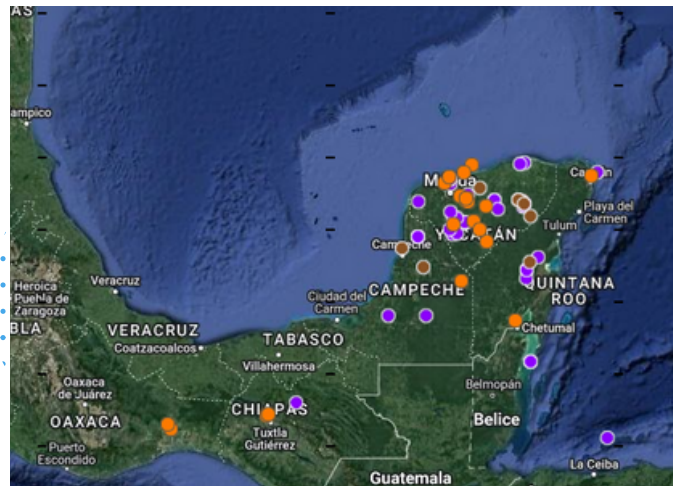 AS
ampico
Mérida
Cancún
Playa del
Carmen
YUCATÁN
Tulum
Campeche
Heroica
Puebla de
Zaragoza
BLA
Veracruz
Ciudad del
Carmen
CAMPECHE
QUINTANA
ROO
VERACRUZ
Coatzacoalcos
TABASCO
Chetumal
Villahermosa
Oaxaca
de Juárez
Belmopán
OAXACA
CHIAPAS
Belice
Tuxtla
Gutiérrez
Puerto
Escondido
La Ceiba
Guatemala